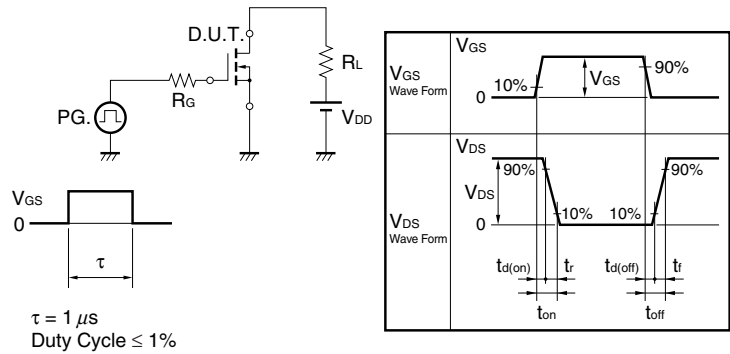 D.U.T.
RL
RG
PG.
VDD
VGS
0
τ
τ = 1 μs
Duty Cycle ≤ 1%
VGS
Wave Form
VGS
10%
90%
VGS
0
VDS
Wave Form
VDS
90%
90%
VDS
10%
10%
0
td(on)
tr
td(off)
tf
ton
toff